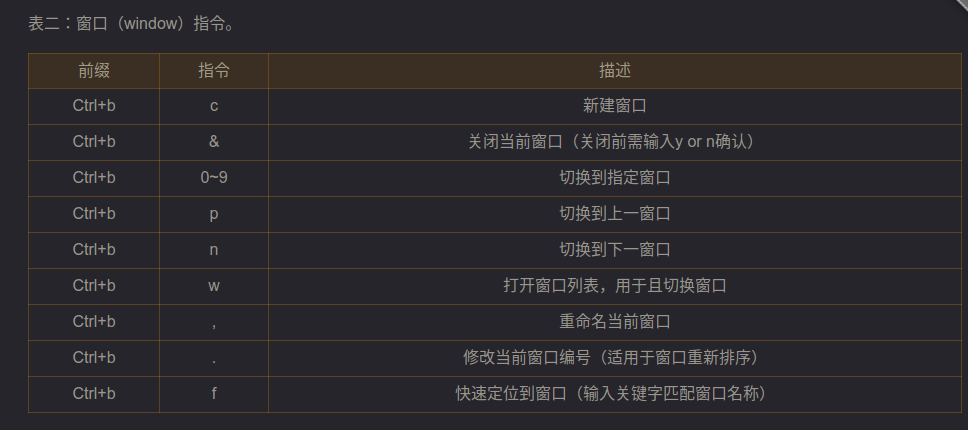 表二：窗口（window）指令。
前缀 指令 描述
Ctrl+b c 新建窗口
Ctrl+b & 关闭当前窗口（关闭前需输入y or n确认）
Ctrl+b 0~9 切换到指定窗口
Ctrl+b p 切换到上一窗口
Ctrl+b n 切换到下一窗口
Ctrl+b w 打开窗口列表，用于且切换窗口
Ctrl+b , 重命名当前窗口
Ctrl+b . 修改当前窗口编号（适用于窗口重新排序）
Ctrl+b f 快速定位到窗口（输入关键字匹配窗口名称）